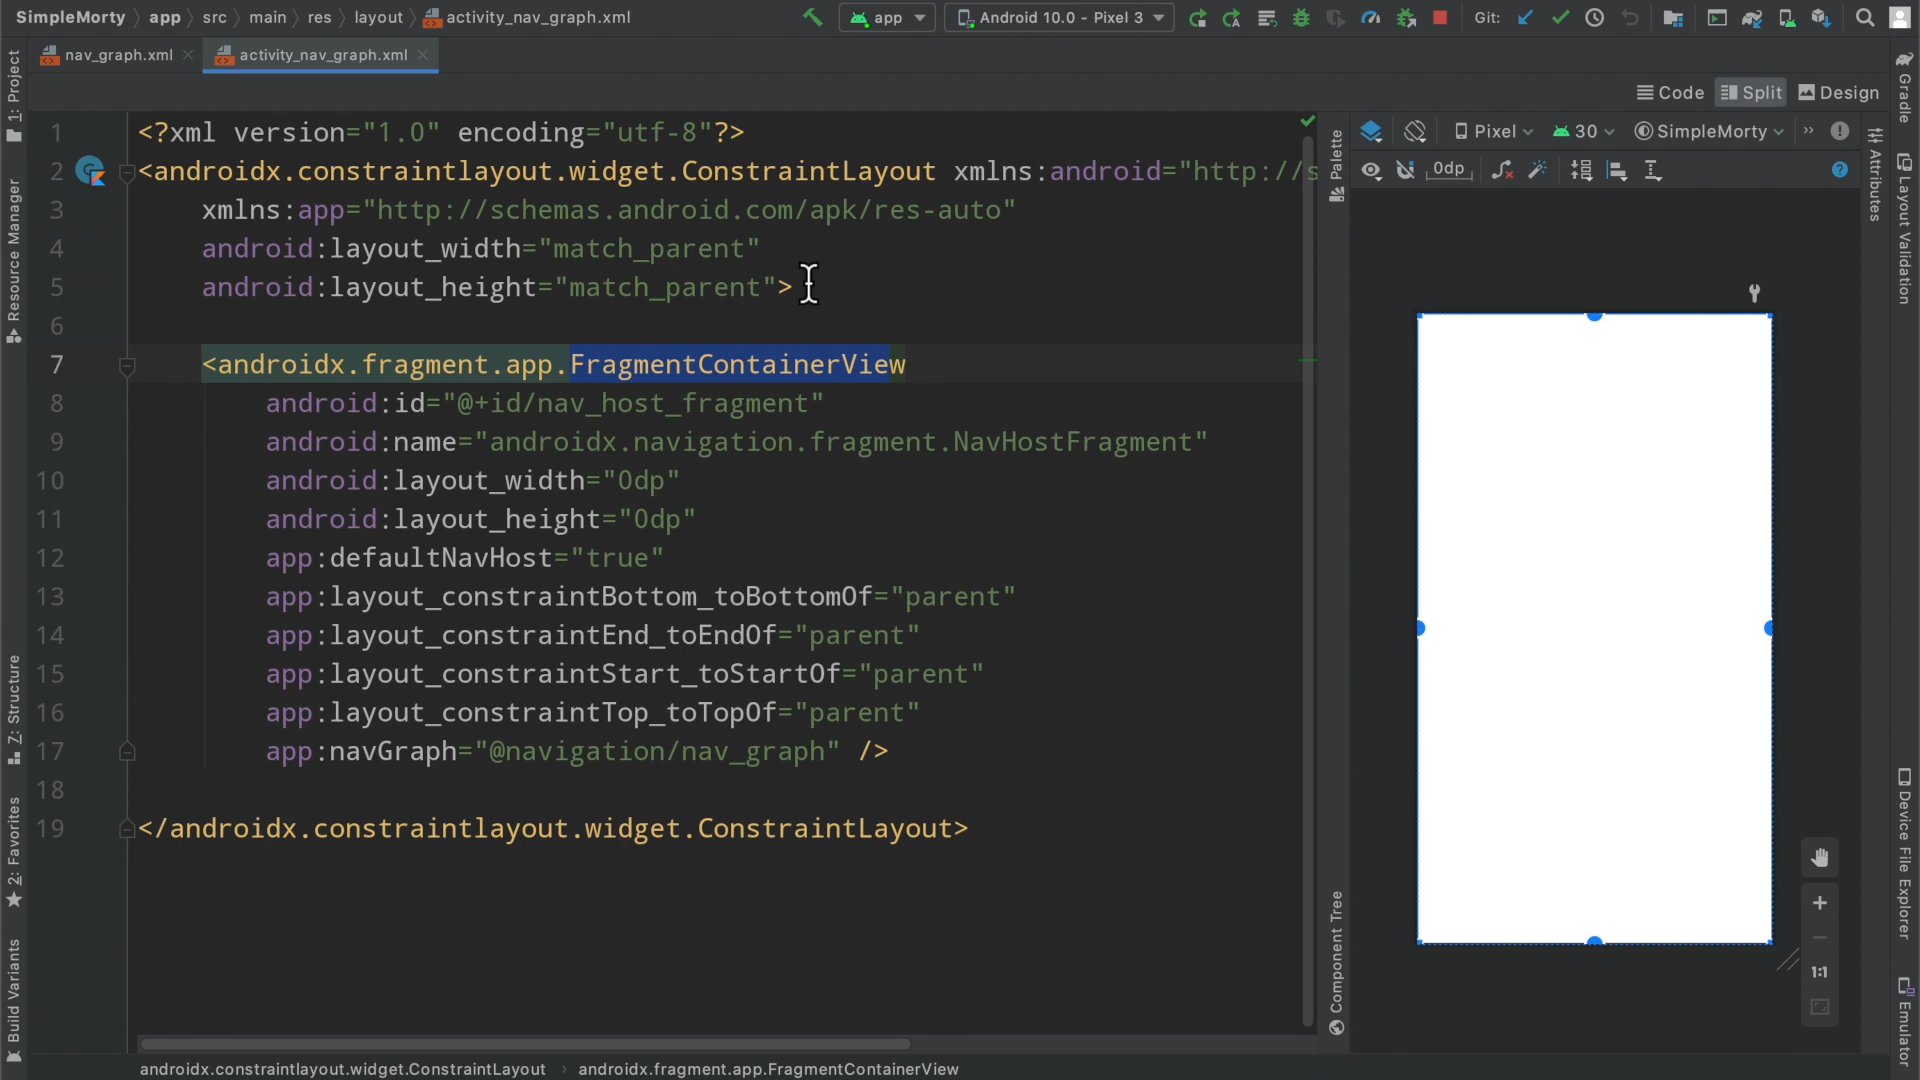 SimpleMorty app src main res layout activity_nav_graph.xml app Android 10.0 - Pixel 3 Git:
nav_graph.xml activity_nav_graph.xml
Code Split Design
1: Project
Resource Manager
Z: Structure
2: Favorites
Build Variants
1 <?xml version="1.0" encoding="utf-8"?>
2 <androidx.constraintlayout.widget.ConstraintLayout xmlns:android="http://s
3 xmlns:app="http://schemas.android.com/apk/res-auto"
4 android:layout_width="match_parent"
5 android:layout_height="match_parent">
6
7 <androidx.fragment.app.FragmentContainerView
8 android:id="@+id/nav_host_fragment"
9 android:name="androidx.navigation.fragment.NavHostFragment"
10 android:layout_width="0dp"
11 android:layout_height="0dp"
12 app:defaultNavHost="true"
13 app:layout_constraintBottom_toBottomOf="parent"
14 app:layout_constraintEnd_toEndOf="parent"
15 app:layout_constraintStart_toStartOf="parent"
16 app:layout_constraintTop_toTopOf="parent"
17 app:navGraph="@navigation/nav_graph" />
18
19 </androidx.constraintlayout.widget.ConstraintLayout>
androidx.constraintlayout.widget.ConstraintLayout androidx.fragment.app.FragmentContainerView
Palette
Component Tree
Pixel 30 SimpleMorty »
0dp
1:1
Attributes
Gradle
Layout Validation
Device File Explorer
Emulator